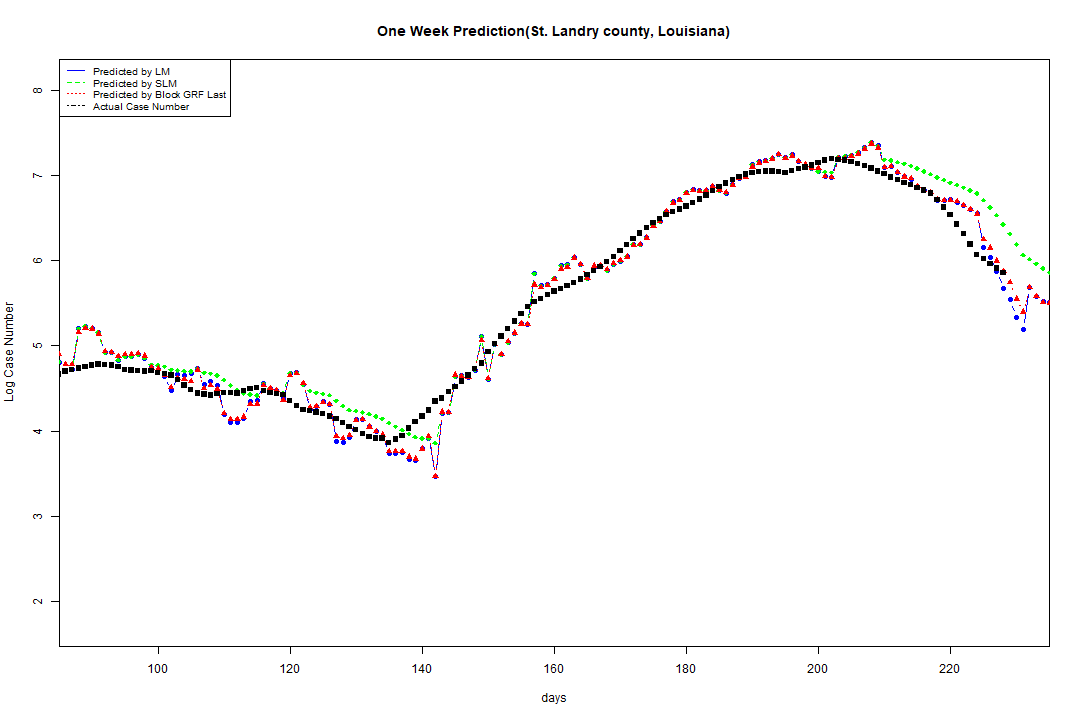 One Week Prediction(St. Landry county, Louisiana)
Predicted by LM
Predicted by SLM
Predicted by Block GRF Last
Actual Case Number
8
7
6
5
4
3
2
Log Case Number
100 120 140 160 180 200 220
days